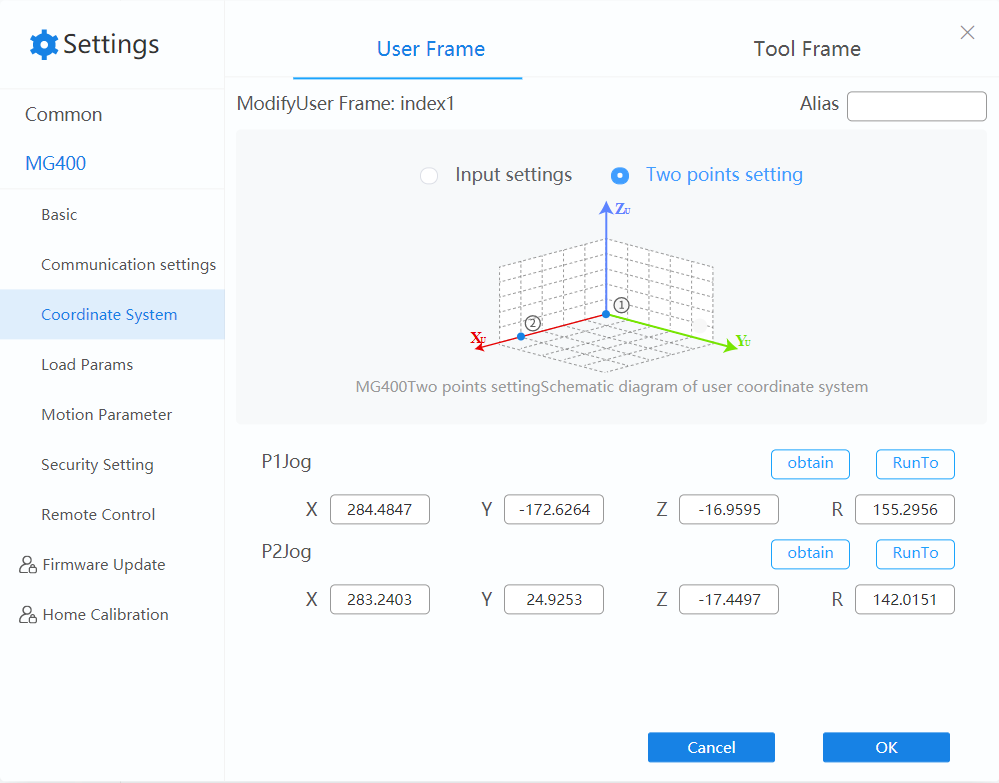 Settings
User Frame
Tool Frame
Common
ModifyUser Frame: index1
Alias
MG400
Input settings
Two points setting
Basic
Communication settings
Coordinate System
Load Params
Motion Parameter
Security Setting
Remote Control
Firmware Update
Home Calibration
ZU
①
②
XU
YU
MG400Two points settingSchematic diagram of user coordinate system
P1Jog
obtain
RunTo
X 284.4847 Y -172.6264 Z -16.9595 R 155.2956
P2Jog
obtain
RunTo
X 283.2403 Y 24.9253 Z -17.4497 R 142.0151
Cancel
OK